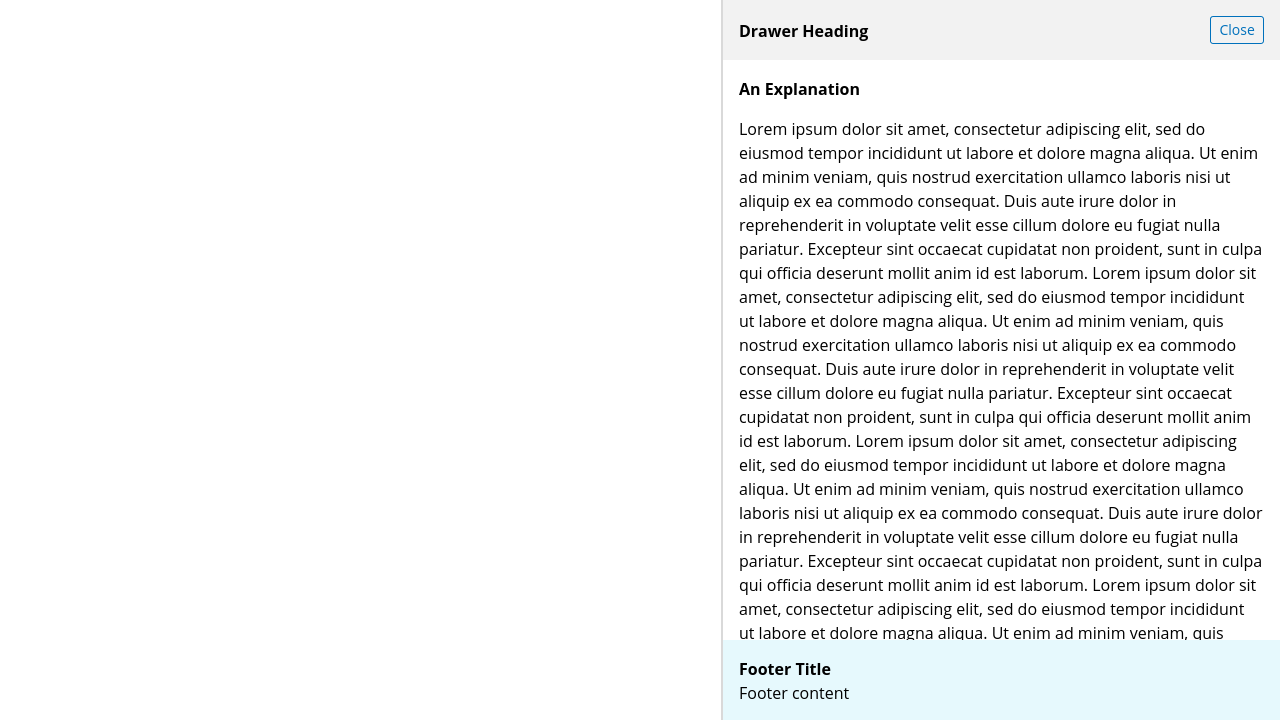 Drawer Heading
Close
An Explanation
Lorem ipsum dolor sit amet, consectetur adipiscing elit, sed do
eiusmod tempor incididunt ut labore et dolore magna aliqua. Ut enim
ad minim veniam, quis nostrud exercitation ullamco laboris nisi ut
aliquip ex ea commodo consequat. Duis aute irure dolor in
reprehenderit in voluptate velit esse cillum dolore eu fugiat nulla
pariatur. Excepteur sint occaecat cupidatat non proident, sunt in culpa
qui officia deserunt mollit anim id est laborum. Lorem ipsum dolor sit
amet, consectetur adipiscing elit, sed do eiusmod tempor incididunt
ut labore et dolore magna aliqua. Ut enim ad minim veniam, quis
nostrud exercitation ullamco laboris nisi ut aliquip ex ea commodo
consequat. Duis aute irure dolor in reprehenderit in voluptate velit
esse cillum dolore eu fugiat nulla pariatur. Excepteur sint occaecat
cupidatat non proident, sunt in culpa qui officia deserunt mollit anim
id est laborum. Lorem ipsum dolor sit amet, consectetur adipiscing
elit, sed do eiusmod tempor incididunt ut labore et dolore magna
aliqua. Ut enim ad minim veniam, quis nostrud exercitation ullamco
laboris nisi ut aliquip ex ea commodo consequat. Duis aute irure dolor
in reprehenderit in voluptate velit esse cillum dolore eu fugiat nulla
pariatur. Excepteur sint occaecat cupidatat non proident, sunt in culpa
qui officia deserunt mollit anim id est laborum. Lorem ipsum dolor sit
amet, consectetur adipiscing elit, sed do eiusmod tempor incididunt
ut labore et dolore magna aliqua. Ut enim ad minim veniam, quis
Footer Title
Footer content